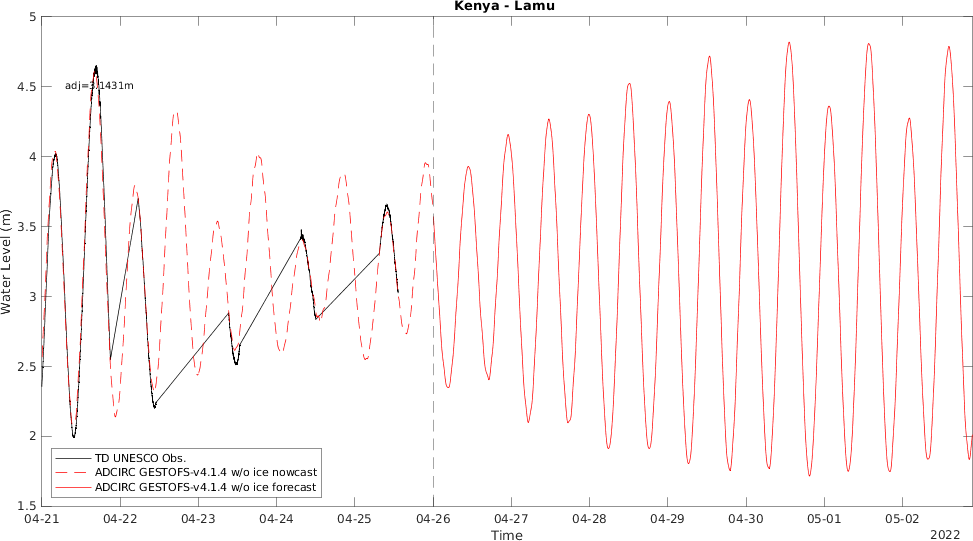 Kenya - Lamu
5
4.5
4
3.5
3
2.5
2
1.5
Water Level (m)
adj=3.1431m
TD UNESCO Obs.
ADCIRC GESTOFS-v4.1.4 w/o ice nowcast
ADCIRC GESTOFS-v4.1.4 w/o ice forecast
04-21 04-22 04-23 04-24 04-25 04-26 04-27 04-28 04-29 04-30 05-01 05-02
Time
2022